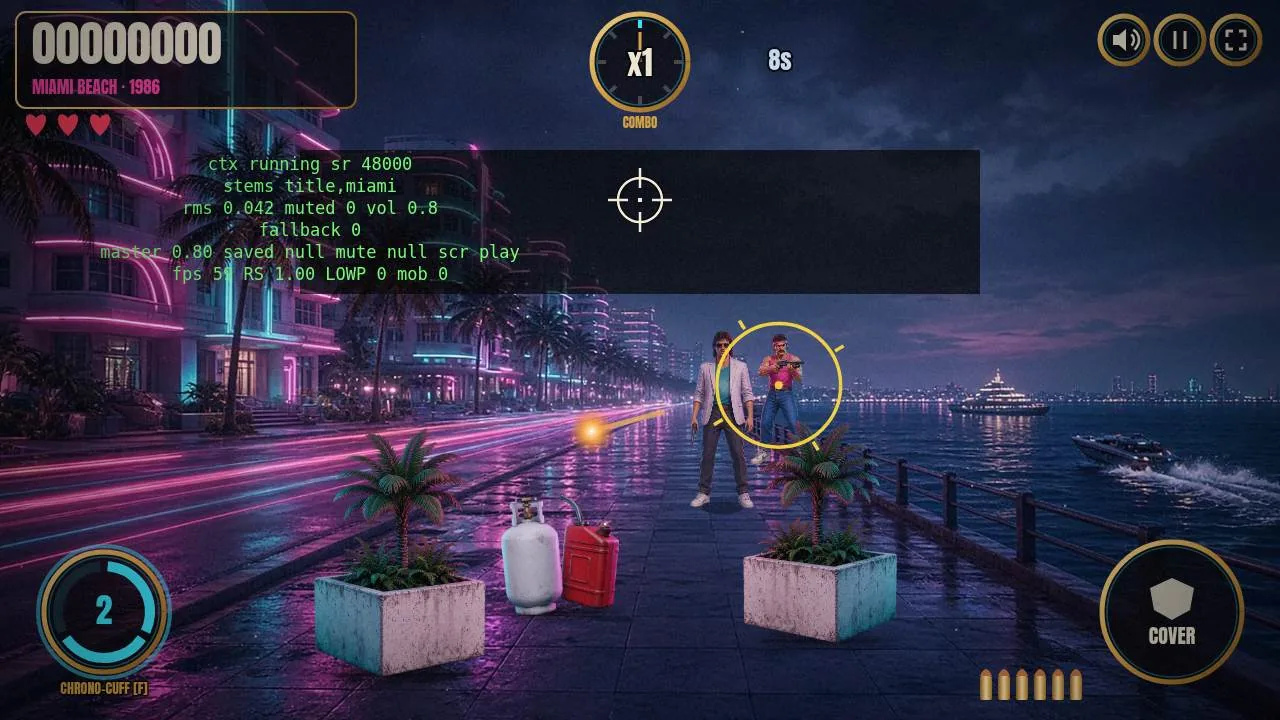 00000000
MIAMI BEACH · 1986
x1
COMBO
8s
ctx running sr 48000
stems title,miami
rms 0.042 muted 0 vol 0.8
fallback 0
master 0.80 saved null mute null scr play
fps 59 RS 1.00 LOWP 0 mob 0
2
CHRONO-CUFF [F]
COVER